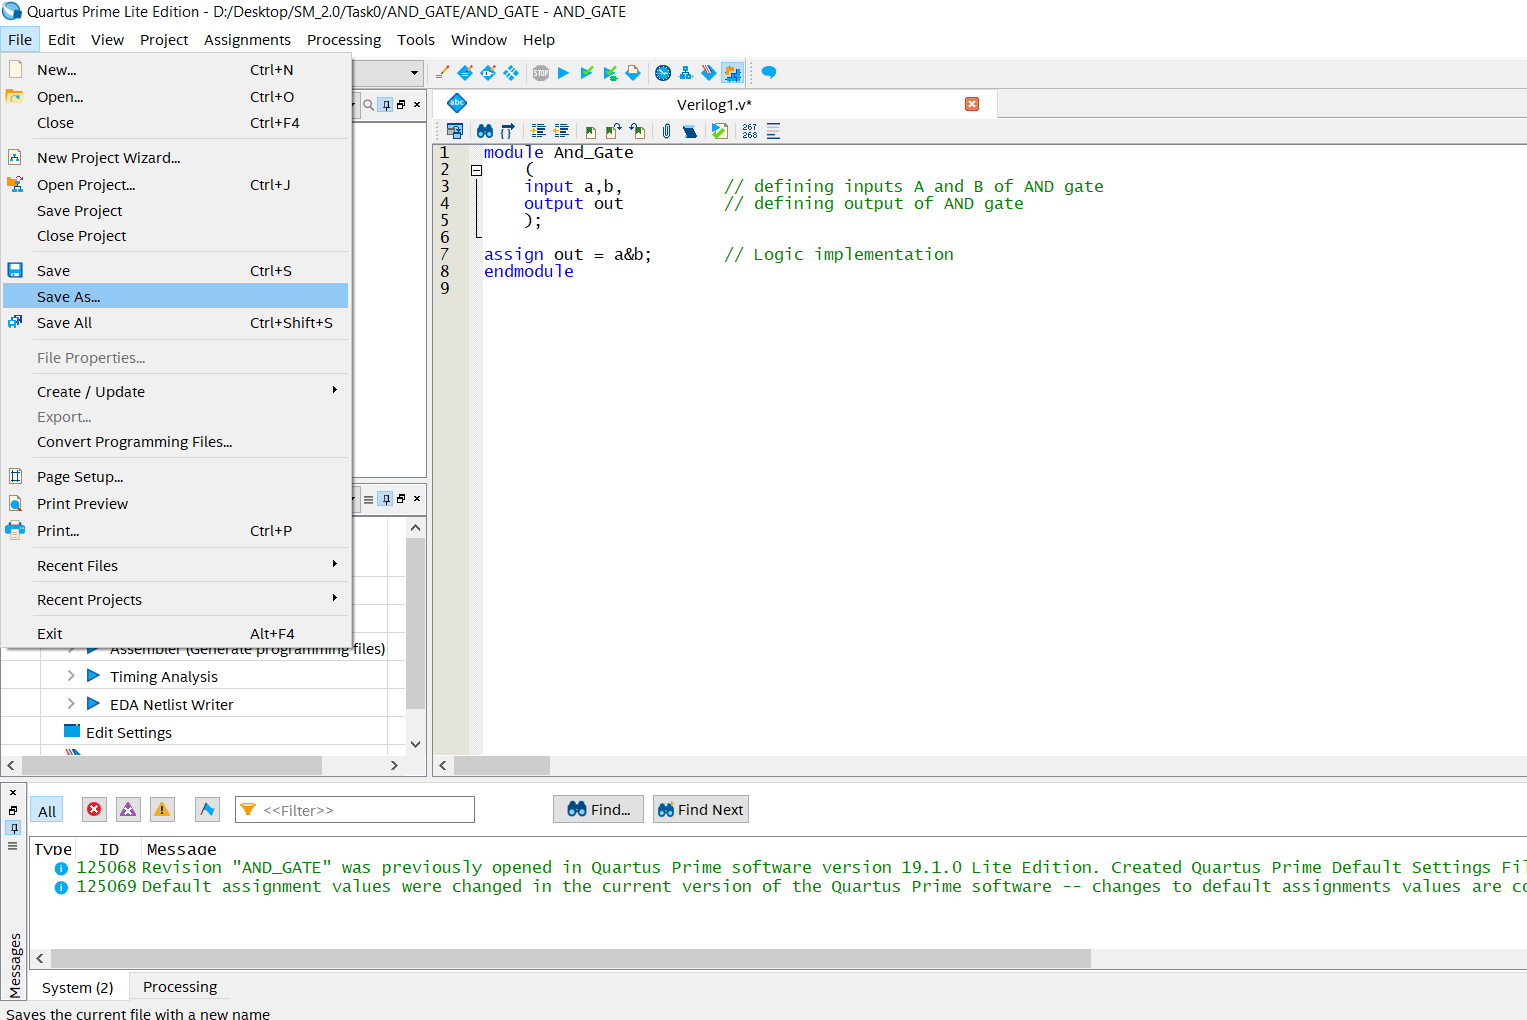 Quartus Prime Lite Edition - D:/Desktop/SM_2.0/Task0/AND_GATE/AND_GATE - AND_GATE
File Edit View Project Assignments Processing Tools Window Help
New... Ctrl+N
Open... Ctrl+O
Close Ctrl+F4
New Project Wizard...
Open Project... Ctrl+J
Save Project
Close Project
Save Ctrl+S
Save As...
Save All Ctrl+Shift+S
File Properties...
Create / Update
Export...
Convert Programming Files...
Page Setup...
Print Preview
Print... Ctrl+P
Recent Files
Recent Projects
Exit Alt+F4
Assembler (Generate programming files)
Timing Analysis
EDA Netlist Writer
Edit Settings
STOP
abc
Verilog1.v*
267
268
1 module And_Gate
2 (
3 input a,b, // defining inputs A and B of AND gate
4 output out // defining output of AND gate
5 );
6
7 assign out = a&b; // Logic implementation
8 endmodule
9
All <<Filter>> Find... Find Next
Type ID Message
125068 Revision "AND_GATE" was previously opened in Quartus Prime software version 19.1.0 Lite Edition. Created Quartus Prime Default Settings Fil
125069 Default assignment values were changed in the current version of the Quartus Prime software -- changes to default assignments values are co
Messages
System (2) Processing
Saves the current file with a new name